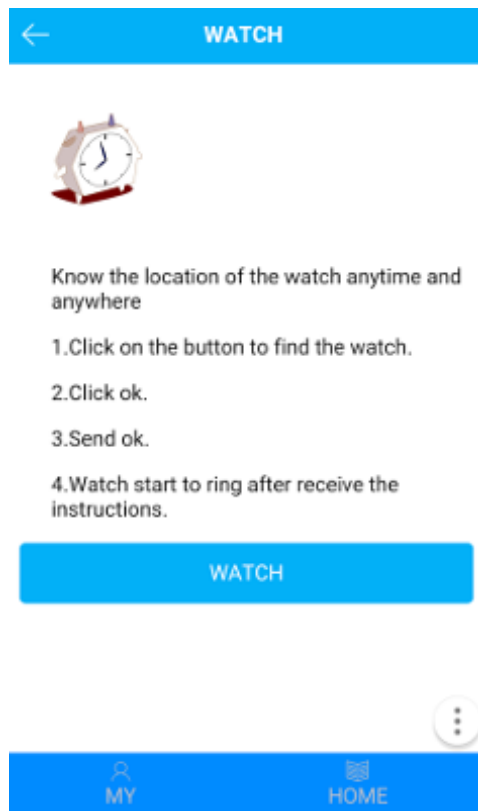 WATCH
Know the location of the watch anytime and
anywhere
1.Click on the button to find the watch.
2.Click ok.
3.Send ok.
4.Watch start to ring after receive the
instructions.
WATCH
MY
HOME